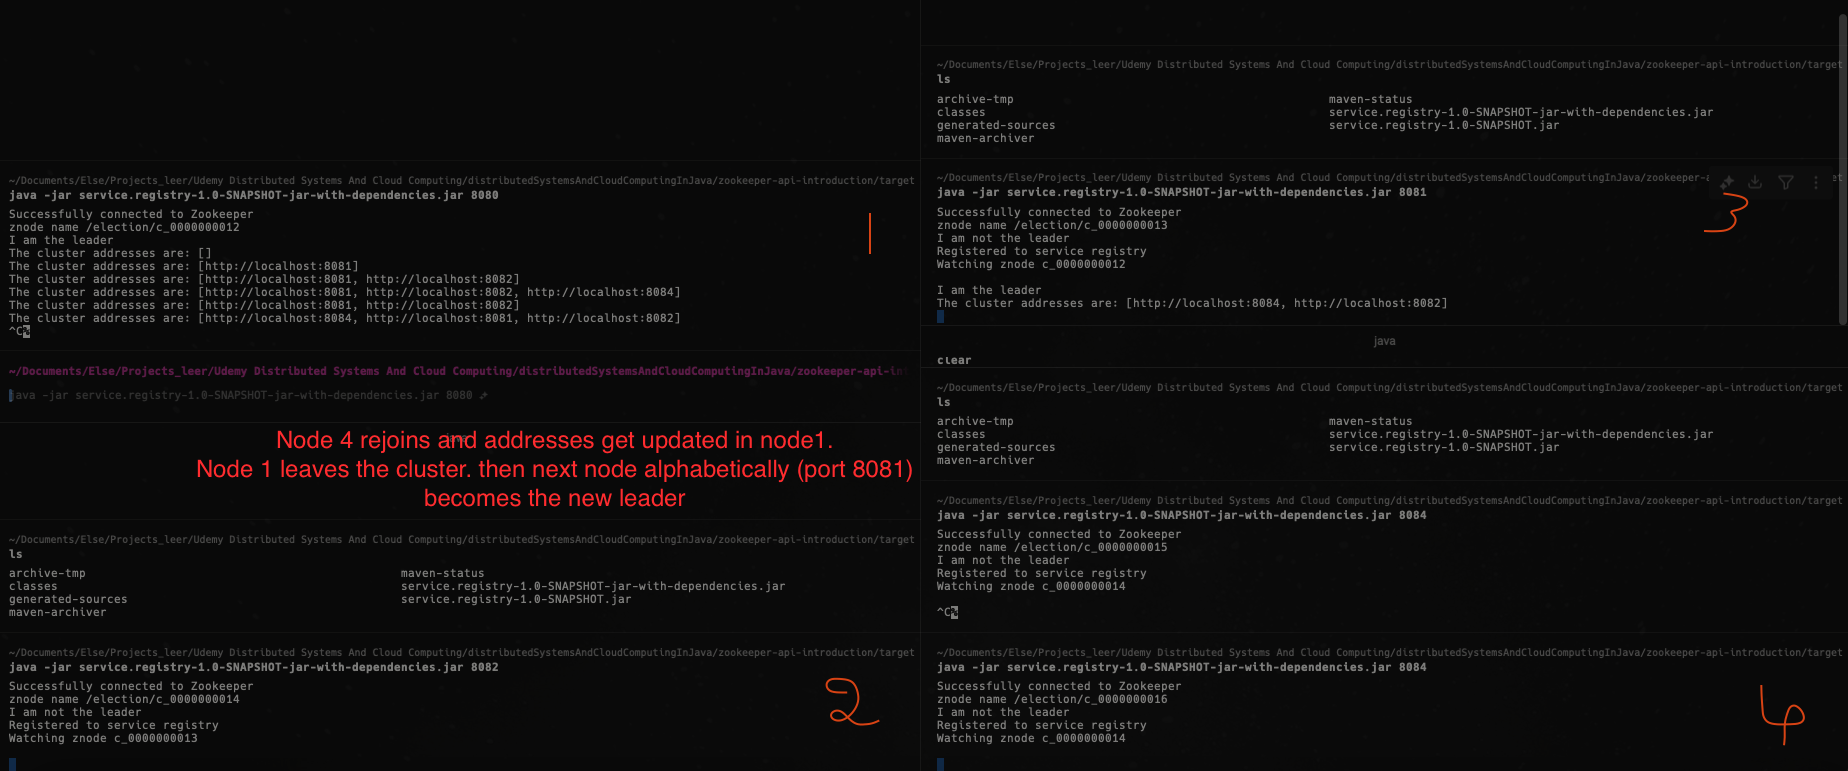 ~/Documents/Else/Projects_leer/Udemy Distributed Systems And Cloud Computing/distributedSystemsAndCloudComputingInJava/zookeeper-api-introduction/target
java -jar service.registry-1.0-SNAPSHOT-jar-with-dependencies.jar 8080
Successfully connected to Zookeeper
znode name /election/c_0000000012
I am the leader
The cluster addresses are: []
The cluster addresses are: [http://localhost:8081]
The cluster addresses are: [http://localhost:8081, http://localhost:8082]
The cluster addresses are: [http://localhost:8081, http://localhost:8082, http://localhost:8084]
The cluster addresses are: [http://localhost:8081, http://localhost:8082]
The cluster addresses are: [http://localhost:8084, http://localhost:8081, http://localhost:8082]
^C%
1
~/Documents/Else/Projects_leer/Udemy Distributed Systems And Cloud Computing/distributedSystemsAndCloudComputingInJava/zookeeper-api-in
java -jar service.registry-1.0-SNAPSHOT-jar-with-dependencies.jar 8080
Node 4 rejoins and addresses get updated in node1.
Node 1 leaves the cluster. then next node alphabetically (port 8081)
becomes the new leader
~/Documents/Else/Projects_leer/Udemy Distributed Systems And Cloud Computing/distributedSystemsAndCloudComputingInJava/zookeeper-api-introduction/target
ls
archive-tmp maven-status
classes service.registry-1.0-SNAPSHOT-jar-with-dependencies.jar
generated-sources service.registry-1.0-SNAPSHOT.jar
maven-archiver
~/Documents/Else/Projects_leer/Udemy Distributed Systems And Cloud Computing/distributedSystemsAndCloudComputingInJava/zookeeper-api-introduction/target
java -jar service.registry-1.0-SNAPSHOT-jar-with-dependencies.jar 8082
Successfully connected to Zookeeper
znode name /election/c_0000000014
I am not the leader
Registered to service registry
Watching znode c_0000000013
2
~/Documents/Else/Projects_leer/Udemy Distributed Systems And Cloud Computing/distributedSystemsAndCloudComputingInJava/zookeeper-api-introduction/target
ls
archive-tmp maven-status
classes service.registry-1.0-SNAPSHOT-jar-with-dependencies.jar
generated-sources service.registry-1.0-SNAPSHOT.jar
maven-archiver
~/Documents/Else/Projects_leer/Udemy Distributed Systems And Cloud Computing/distributedSystemsAndCloudComputingInJava/zookeeper-a et
java -jar service.registry-1.0-SNAPSHOT-jar-with-dependencies.jar 8081
Successfully connected to Zookeeper
znode name /election/c_0000000013
I am not the leader
Registered to service registry
Watching znode c_0000000012
I am the leader
The cluster addresses are: [http://localhost:8084, http://localhost:8082]
3
java
clear
~/Documents/Else/Projects_leer/Udemy Distributed Systems And Cloud Computing/distributedSystemsAndCloudComputingInJava/zookeeper-api-introduction/target
ls
archive-tmp maven-status
classes service.registry-1.0-SNAPSHOT-jar-with-dependencies.jar
generated-sources service.registry-1.0-SNAPSHOT.jar
maven-archiver
~/Documents/Else/Projects_leer/Udemy Distributed Systems And Cloud Computing/distributedSystemsAndCloudComputingInJava/zookeeper-api-introduction/target
java -jar service.registry-1.0-SNAPSHOT-jar-with-dependencies.jar 8084
Successfully connected to Zookeeper
znode name /election/c_0000000015
I am not the leader
Registered to service registry
Watching znode c_0000000014
^C%
~/Documents/Else/Projects_leer/Udemy Distributed Systems And Cloud Computing/distributedSystemsAndCloudComputingInJava/zookeeper-api-introduction/target
java -jar service.registry-1.0-SNAPSHOT-jar-with-dependencies.jar 8084
Successfully connected to Zookeeper
znode name /election/c_0000000016
I am not the leader
Registered to service registry
Watching znode c_0000000014
4